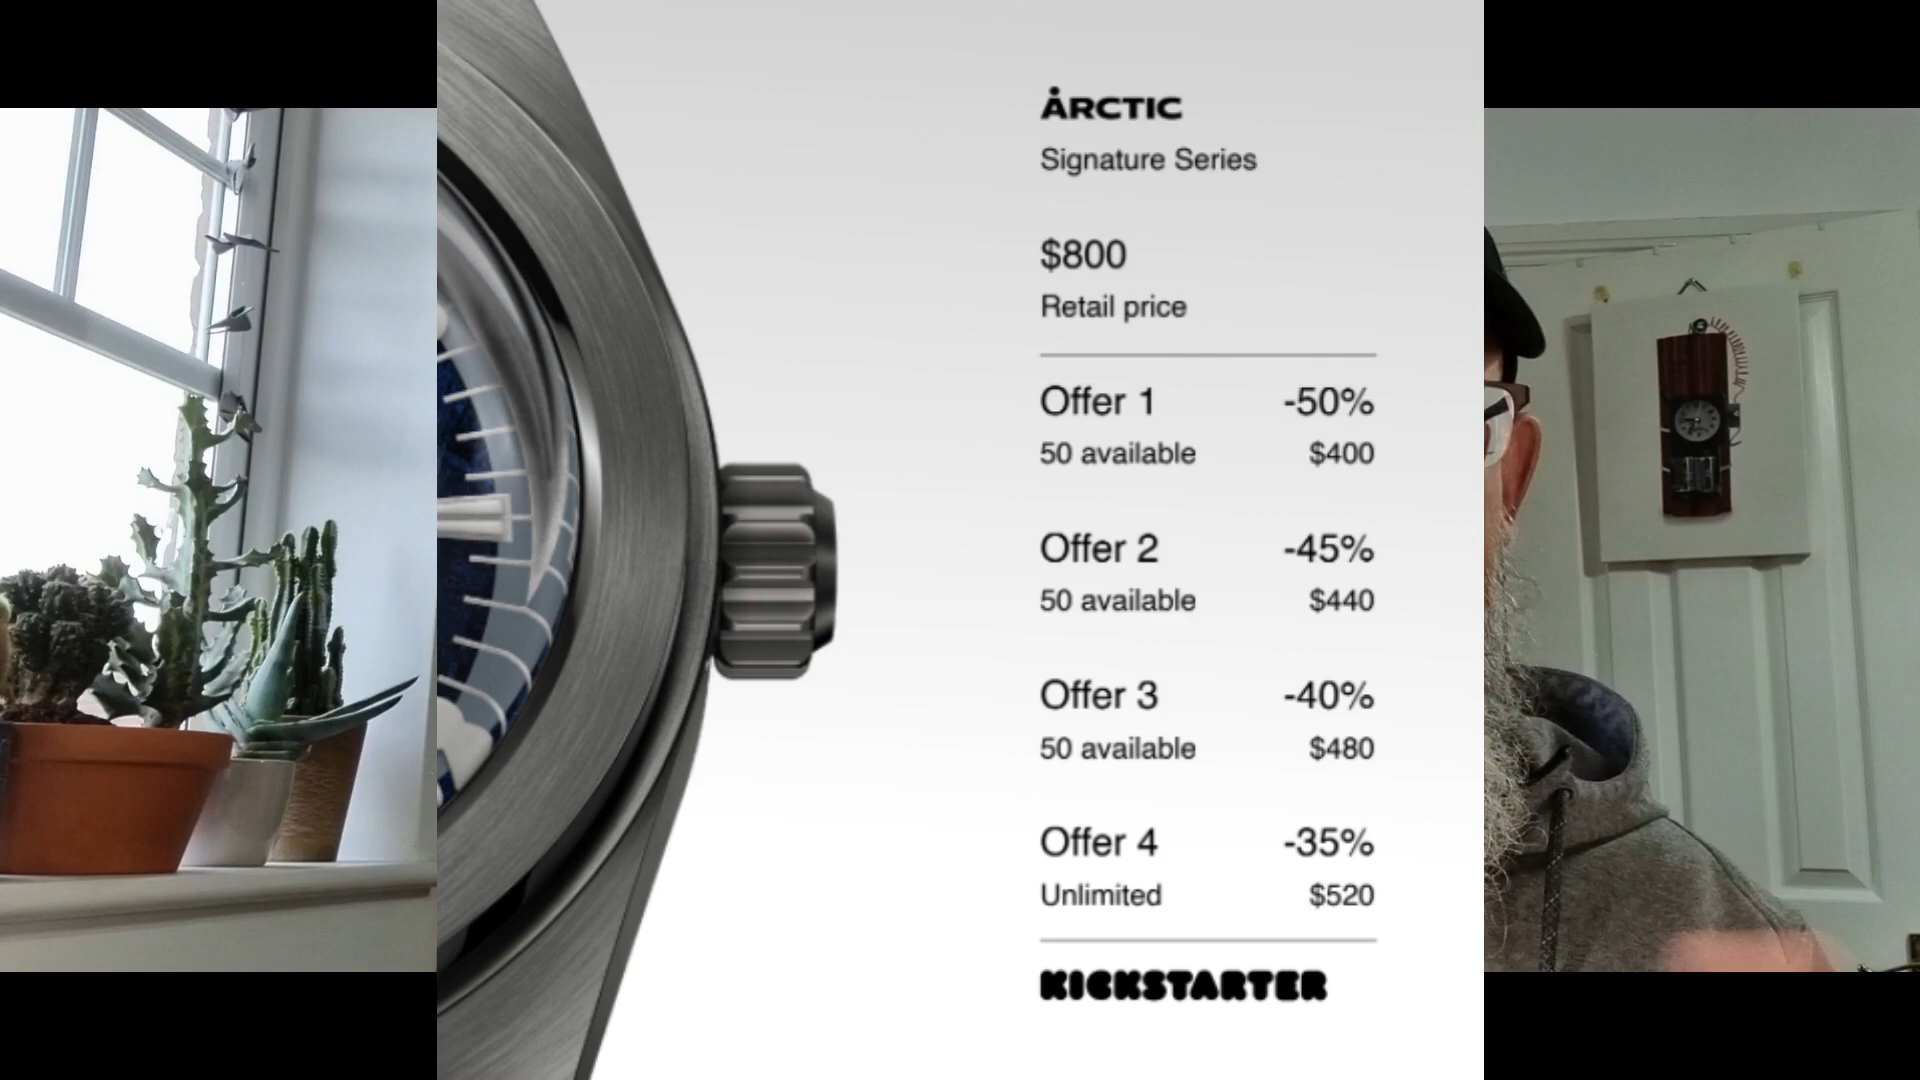 ÅRCTIC
Signature Series
$800
Retail price
Offer 1 -50%
50 available $400
Offer 2 -45%
50 available $440
Offer 3 -40%
50 available $480
Offer 4 -35%
Unlimited $520
KICKSTARTER